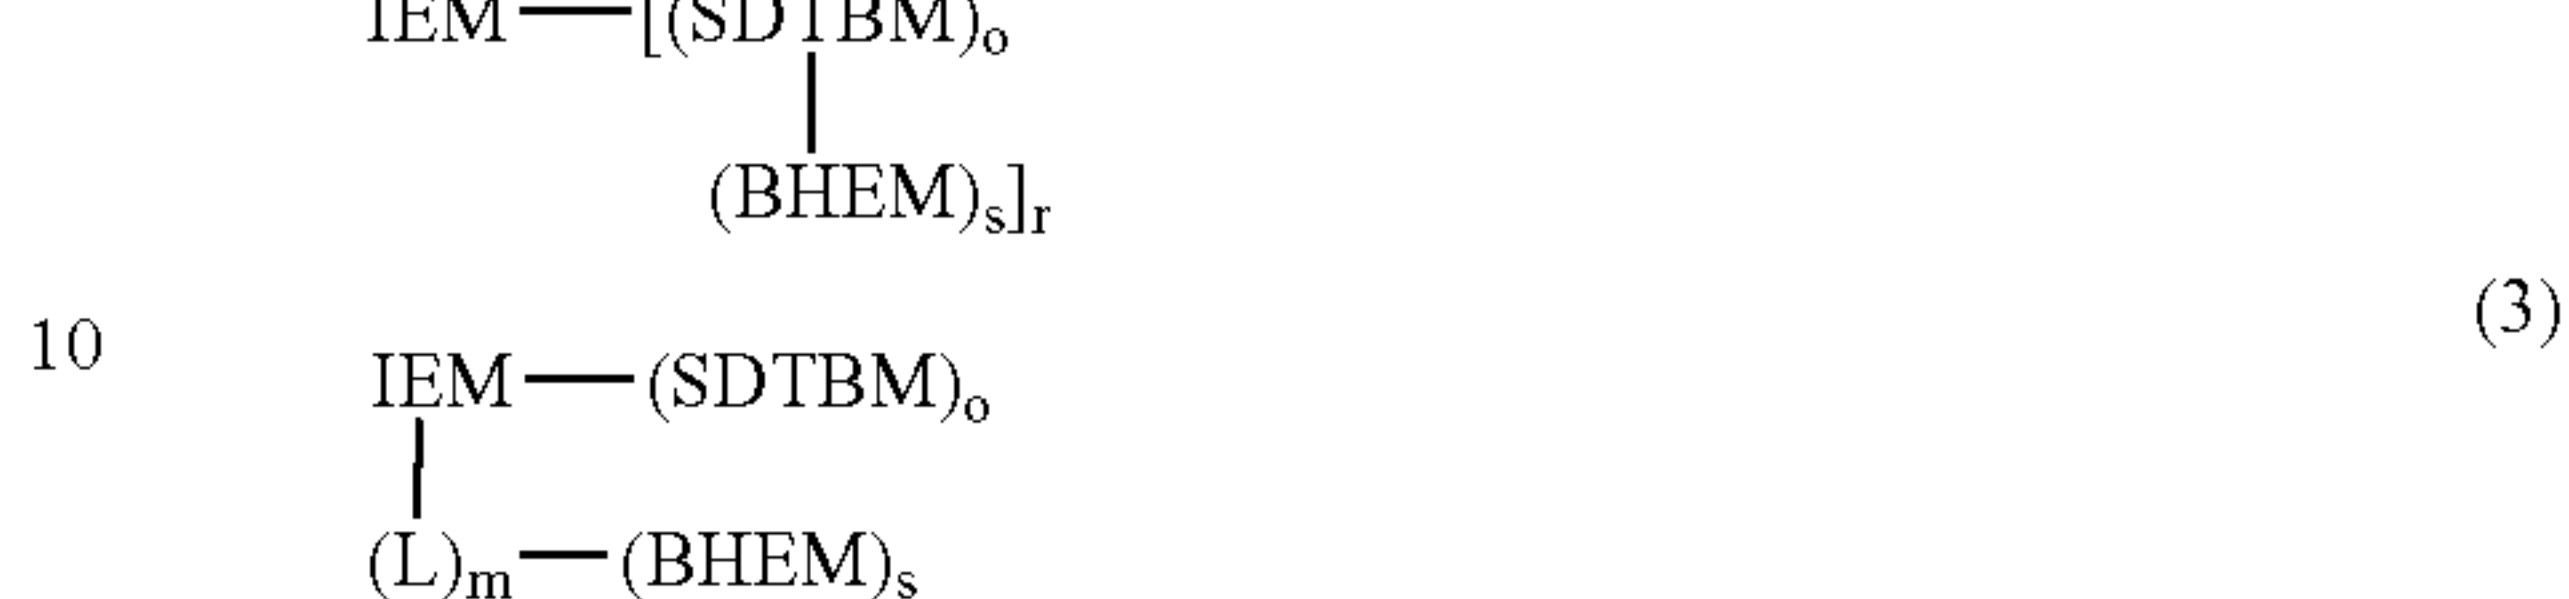 IEM—[(SDTBM)o
(BHEM)s]r
(3)
10
IEM—(SDTBM)o
(L)m—(BHEM)s